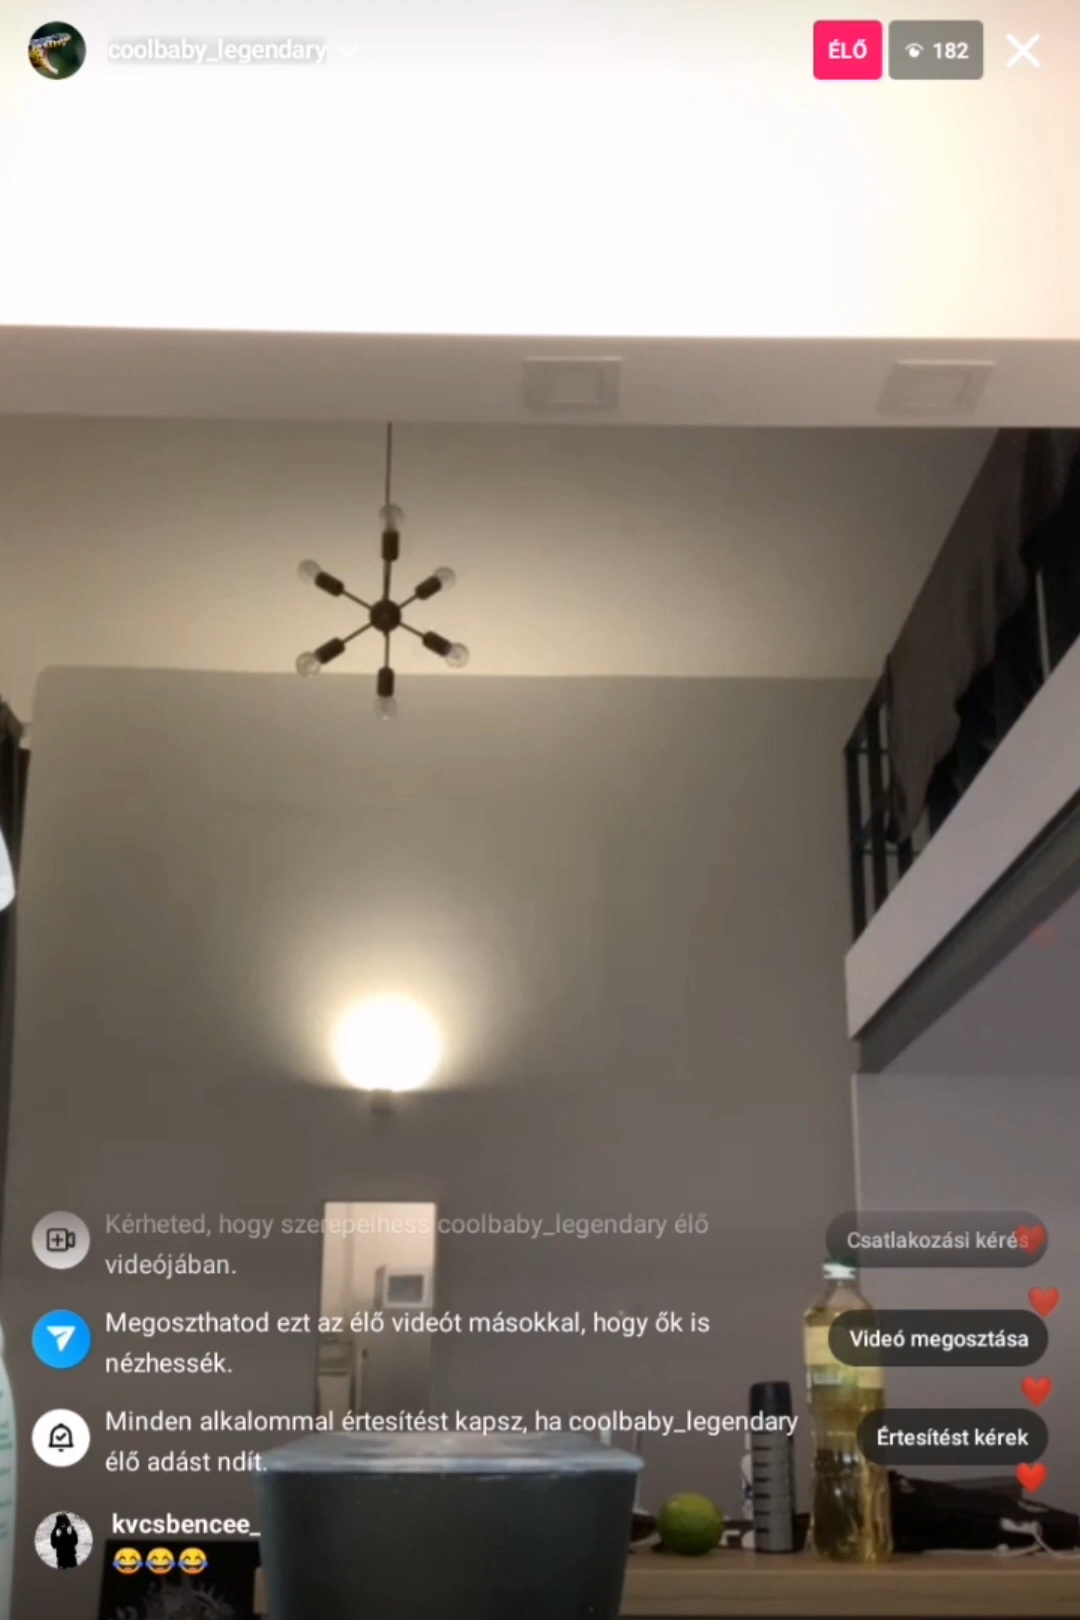 coolbaby_legendary
ÉLŐ
182
Kérheted, hogy szerepelhess coolbaby_legendary élő
videójában.
Csatlakozási kérés
Megoszthatod ezt az élő videót másokkal, hogy ők is
nézhessék.
Videó megosztása
Minden alkalommal értesítést kapsz, ha coolbaby_legendary
élő adást ndít.
Értesítést kérek
kvcsbencee_
😂😂😂